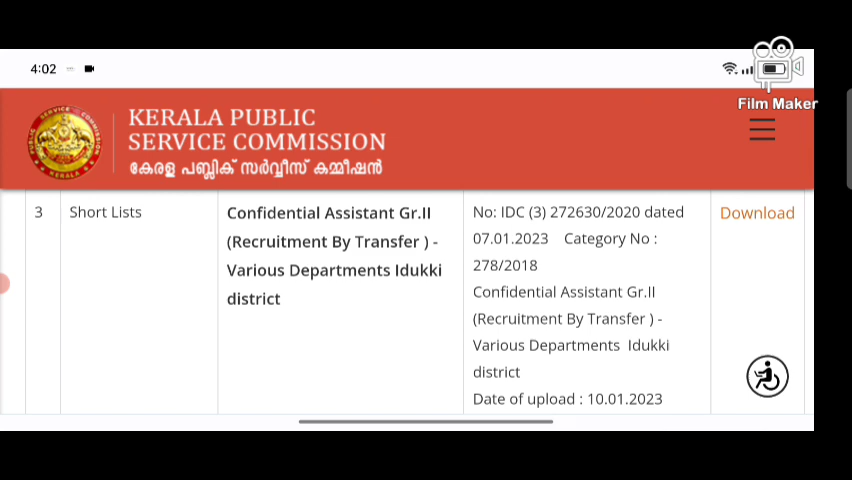 4:02
Film Maker
KERALA PUBLIC
SERVICE COMMISSION
കേരള പബ്ലിക് സർവ്വീസ് കമ്മീഷൻ
3
Short Lists
Confidential Assistant Gr.II
(Recruitment By Transfer ) -
Various Departments Idukki
district
No: IDC (3) 272630/2020 dated
07.01.2023 Category No :
278/2018
Confidential Assistant Gr.II
(Recruitment By Transfer ) -
Various Departments Idukki
district
Date of upload : 10.01.2023
Download